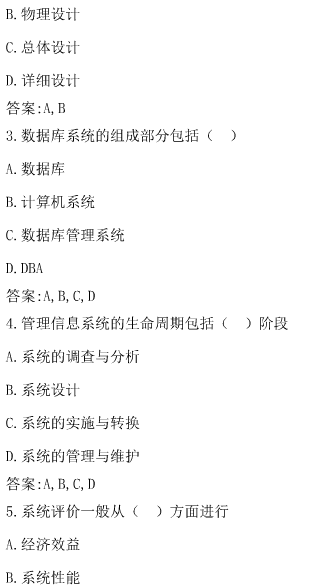 B.物理设计
C.总体设计
D.详细设计
答案:A,B
3.数据库系统的组成部分包括（　）
A.数据库
B.计算机系统
C.数据库管理系统
D.DBA
答案:A,B,C,D
4.管理信息系统的生命周期包括（　）阶段
A.系统的调查与分析
B.系统设计
C.系统的实施与转换
D.系统的管理与维护
答案:A,B,C,D
5.系统评价一般从（　）方面进行
A.经济效益
B.系统性能